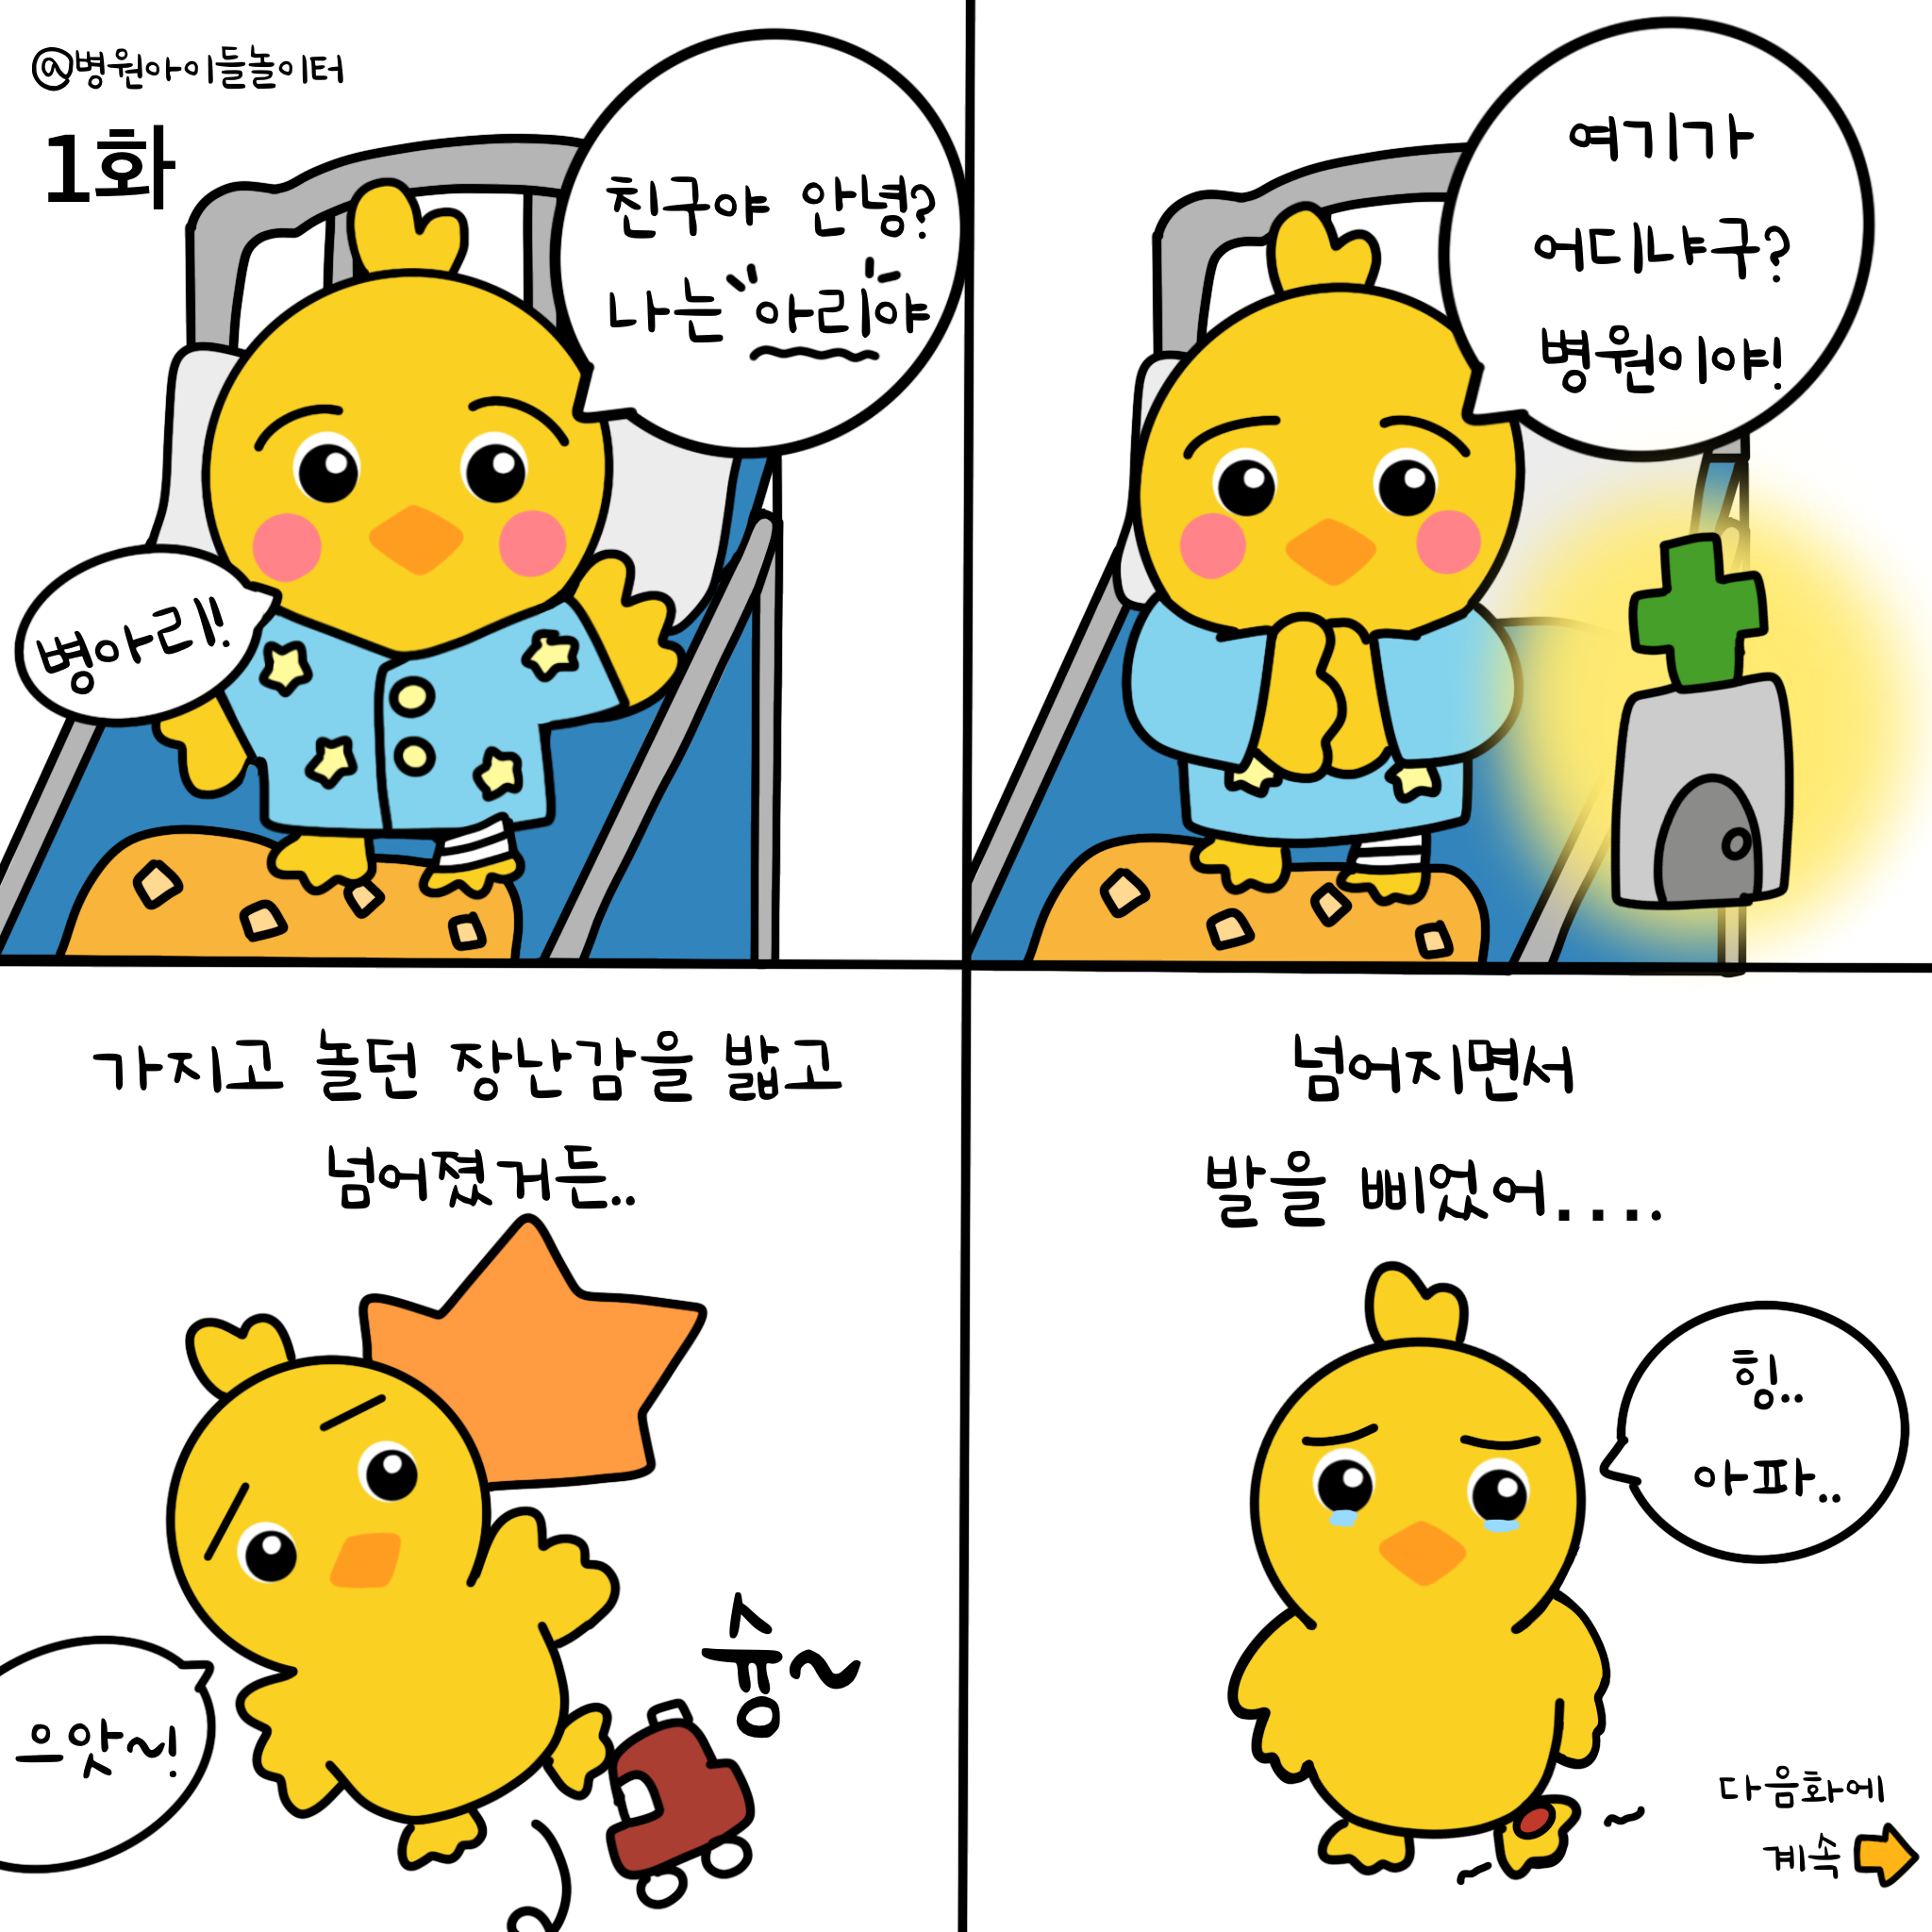 @병원아이들놀이터
1화
친구야 안녕?
나는 아리야
병아리!!
여기가
어디냐구?
병원이야!
가지고 놀던 장난감을 밟고
넘어졌거든..
으앗~!
슝~
넘어지면서
발을 삐었어....
힝..
아파..
다음화에
계속